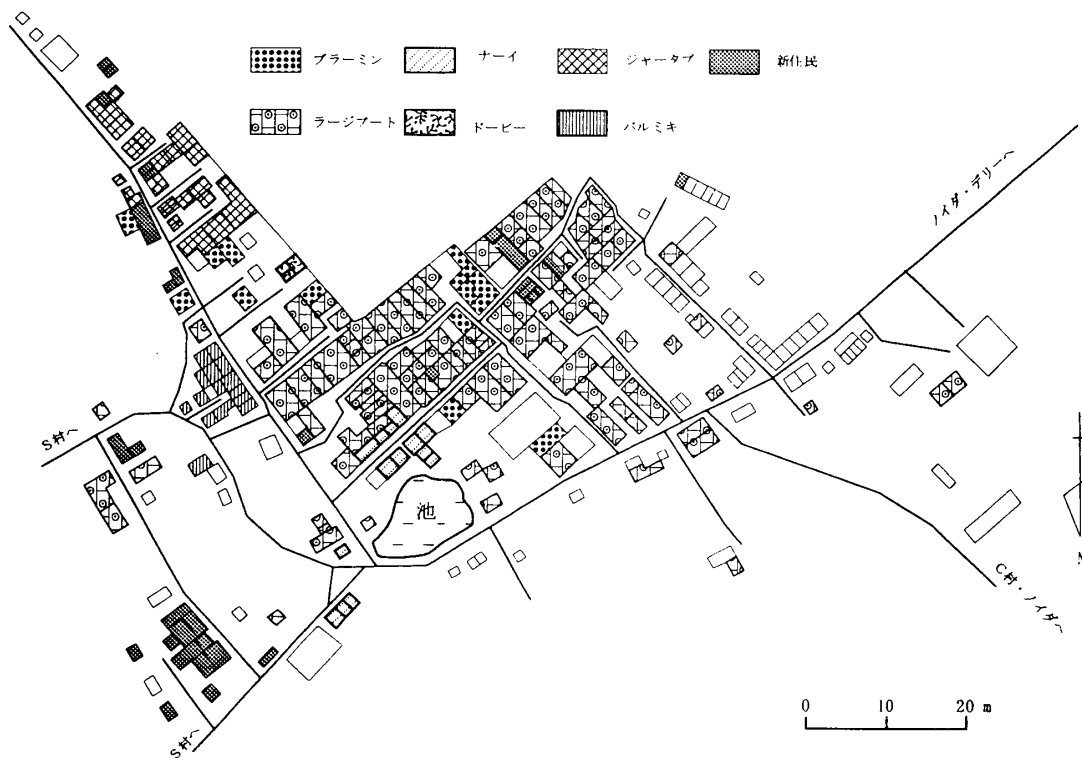 ブラーミン ナーイ ジャータブ 新住民
ラージプート ドービー バルミキ
ノイダ・デリーへ
S村へ
池
C村・ノイダへ
S村へ
0 10 20 m